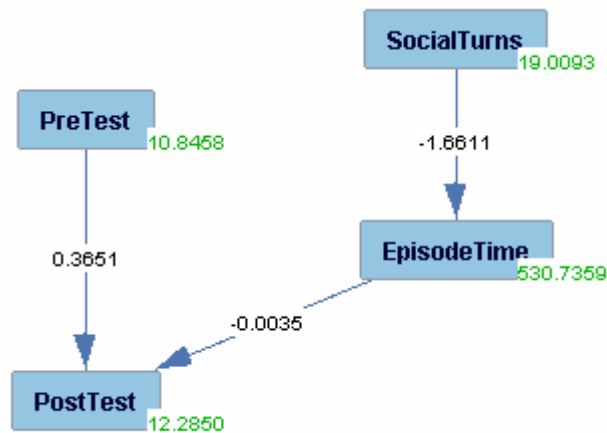 SocialTurns
19.0093
PreTest
10.8458
-1.6611
EpisodeTime
530.7359
0.3651
-0.0035
PostTest
12.2850